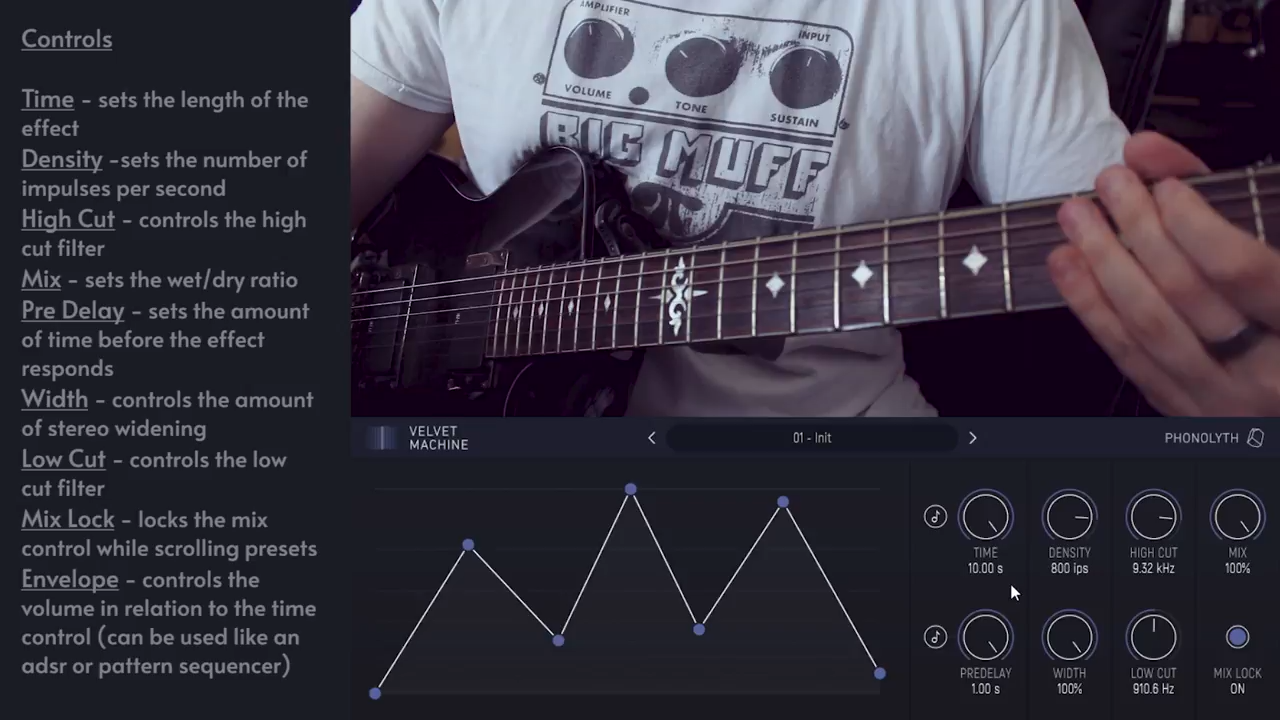 Controls
Time - sets the length of the
effect
Density -sets the number of
impulses per second
High Cut - controls the high
cut filter
Mix - sets the wet/dry ratio
Pre Delay - sets the amount
of time before the effect
responds
Width - controls the amount
of stereo widening
Low Cut - controls the low
cut filter
Mix Lock - locks the mix
control while scrolling presets
Envelope - controls the
volume in relation to the time
control (can be used like an
adsr or pattern sequencer)
AMPLIFIER
INPUT
VOLUME
TONE
SUSTAIN
BIG MUFF
VELVET
MACHINE
01 - Init
PHONOLYTH
TIME
10.00 s
DENSITY
800 ips
HIGH CUT
9.32 kHz
MIX
100%
PREDELAY
1.00 s
WIDTH
100%
LOW CUT
910.6 Hz
MIX LOCK
ON